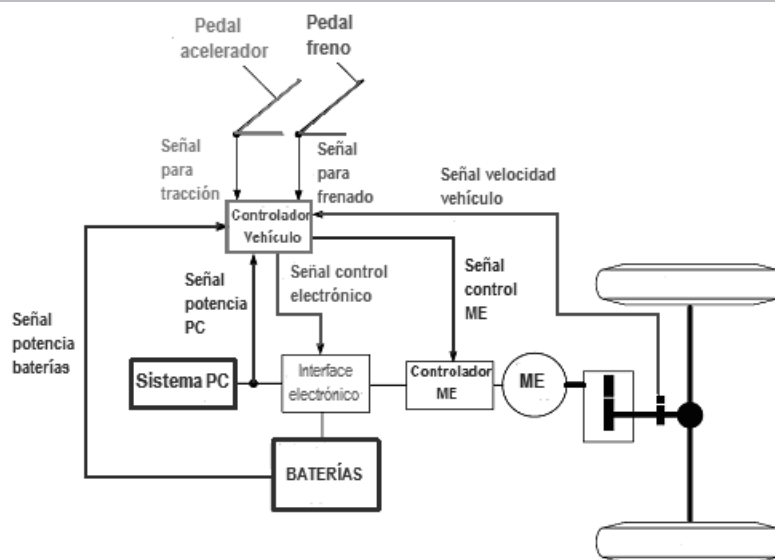 Pedal
acelerador
Pedal
freno
Señal
para
tracción
Señal
para
frenado
Señal velocidad
vehículo
Controlador
Vehículo
Señal
potencia
PC
Señal control
electrónico
Señal
control
ME
Señal
potencia
baterías
Sistema PC
Interface
electrónico
Controlador
ME
ME
BATERÍAS